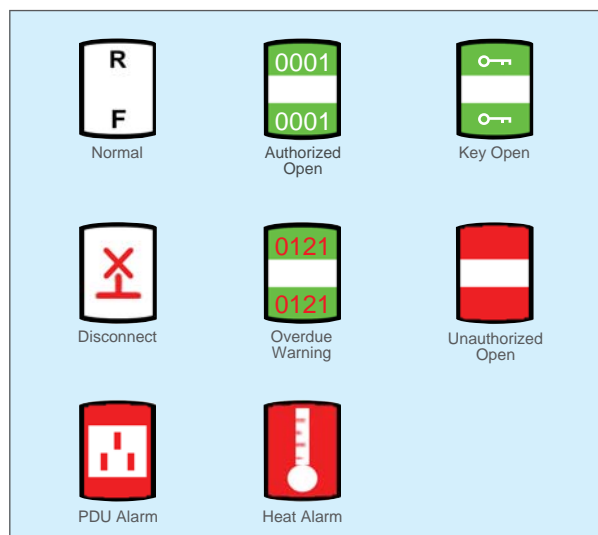 R
F
Normal
0001
0001
Authorized
Open
Key Open
Disconnect
0121
0121
Overdue
Warning
Unauthorized
Open
PDU Alarm
Heat Alarm